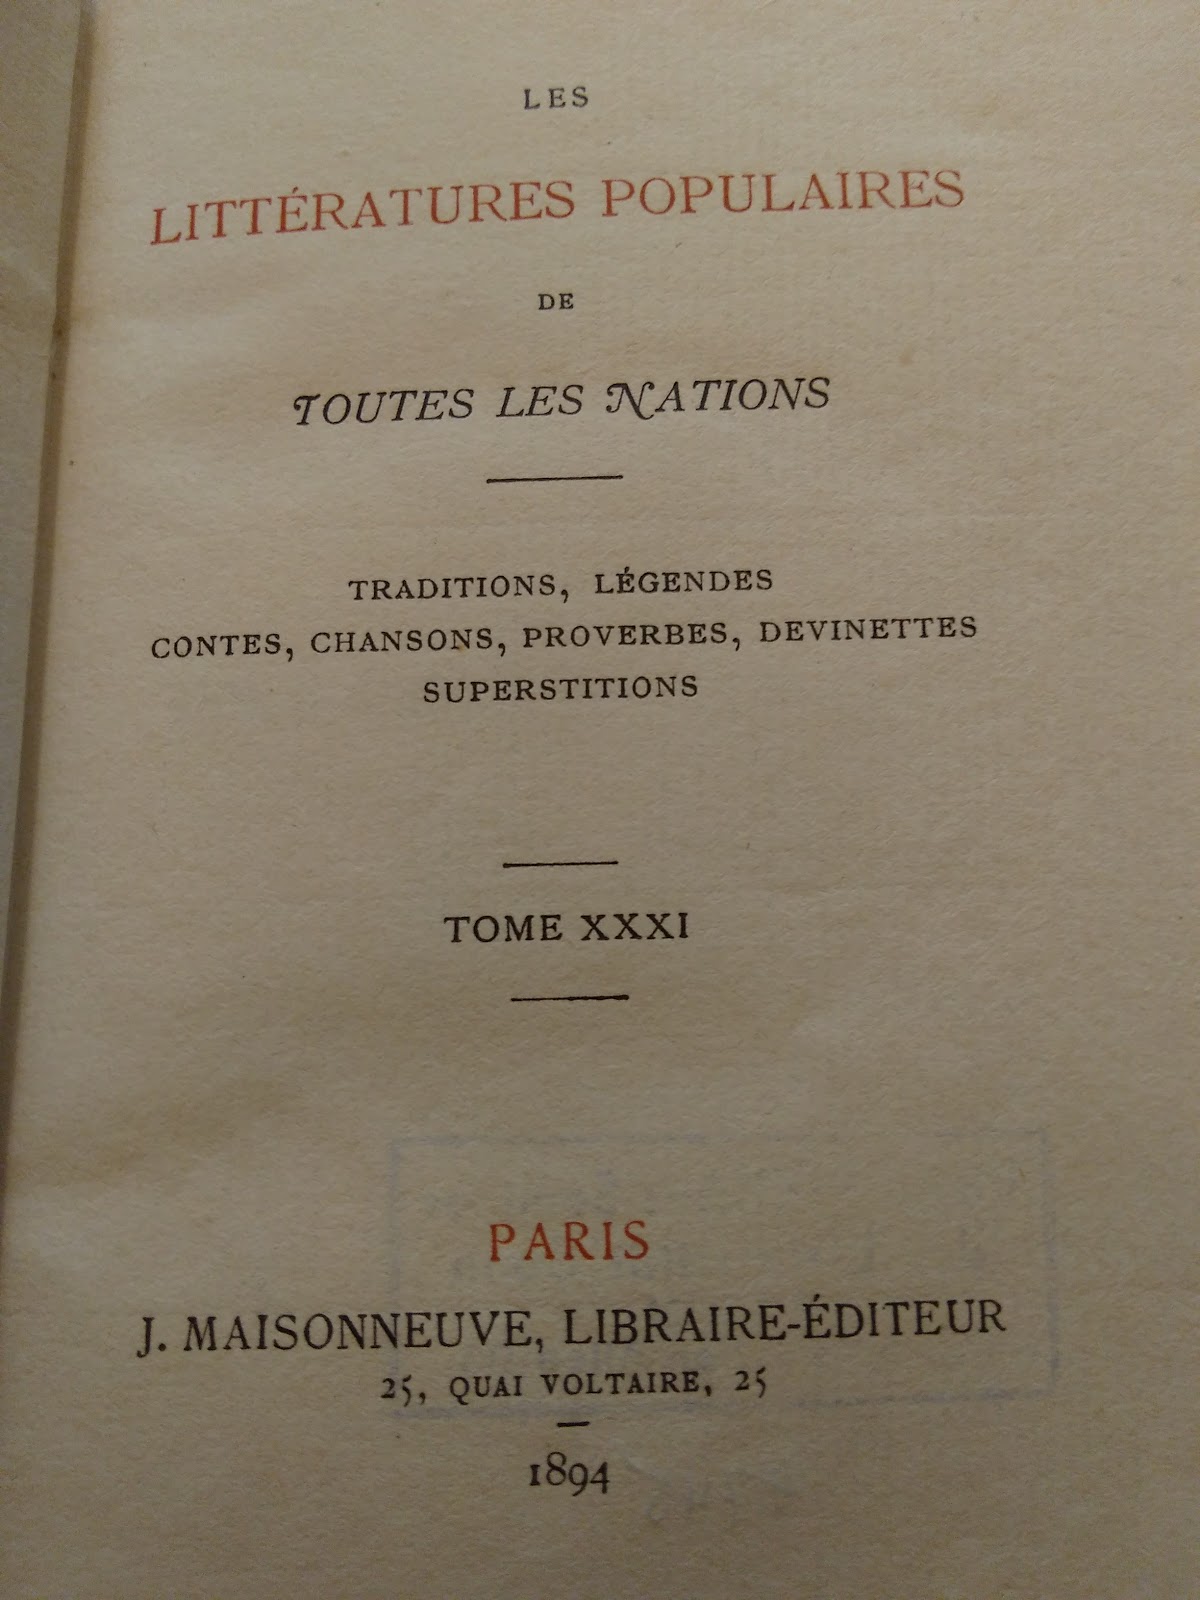 LES
LITTÉRATURES POPULAIRES
DE
TOUTES LES NATIONS
TRADITIONS, LÉGENDES
CONTES, CHANSONS, PROVERBES, DEVINETTES
SUPERSTITIONS
TOME XXXI
PARIS
J. MAISONNEUVE, LIBRAIRE-ÉDITEUR
25, QUAI VOLTAIRE, 25
1894